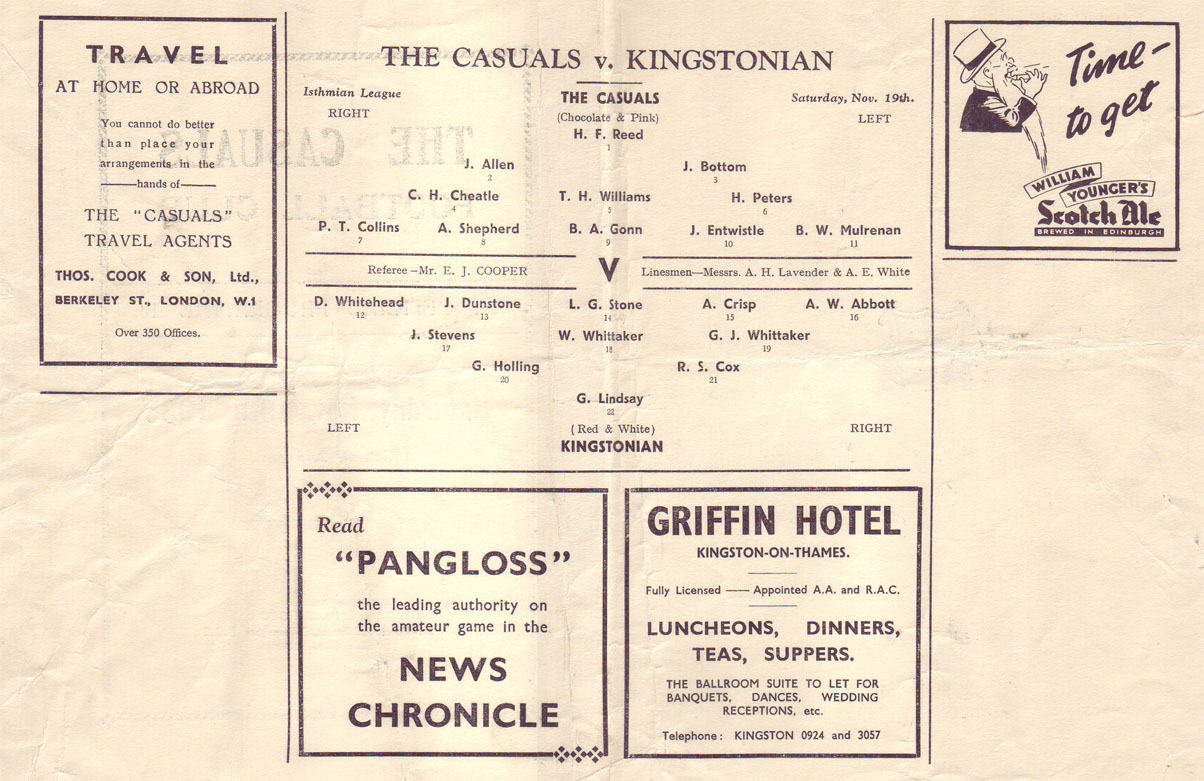 TRAVEL
AT HOME OR ABROAD
You cannot do better
than place your
arrangements in the
hands of
THE "CASUALS"
TRAVEL AGENTS
THOS. COOK & SON, Ltd.,
BERKELEY ST., LONDON, W.1
Over 350 Offices.
THE CASUALS v. KINGSTONIAN
Isthmian League
THE CASUALS
Saturday, Nov. 19th.
RIGHT
(Chocolate & Pink)
LEFT
H. F. Reed
1
J. Allen
J. Bottom
2
3
C. H. Cheatle
T. H. Williams
H. Peters
4
5
6
P. T. Collins
A. Shepherd
B. A. Gonn
J. Entwistle
B. W. Mulrenan
7
8
9
10
11
Referee—Mr. E. J. COOPER
V
Linesmen—Messrs. A. H. Lavender & A. E. White
D. Whitehead
J. Dunstone
L. G. Stone
A. Crisp
A. W. Abbott
12
13
14
15
16
J. Stevens
W. Whittaker
G. J. Whittaker
17
18
19
G. Holling
R. S. Cox
20
21
G. Lindsay
22
LEFT
(Red & White)
RIGHT
KINGSTONIAN
Read
"PANGLOSS"
the leading authority on
the amateur game in the
NEWS
CHRONICLE
GRIFFIN HOTEL
KINGSTON-ON-THAMES.
Fully Licensed — Appointed A.A. and R.A.C.
LUNCHEONS, DINNERS,
TEAS, SUPPERS.
THE BALLROOM SUITE TO LET FOR
BANQUETS, DANCES, WEDDING
RECEPTIONS, etc.
Telephone: KINGSTON 0924 and 3057
Time—
to get
WILLIAM
YOUNGER'S
Scotch Ale
BREWED IN EDINBURGH